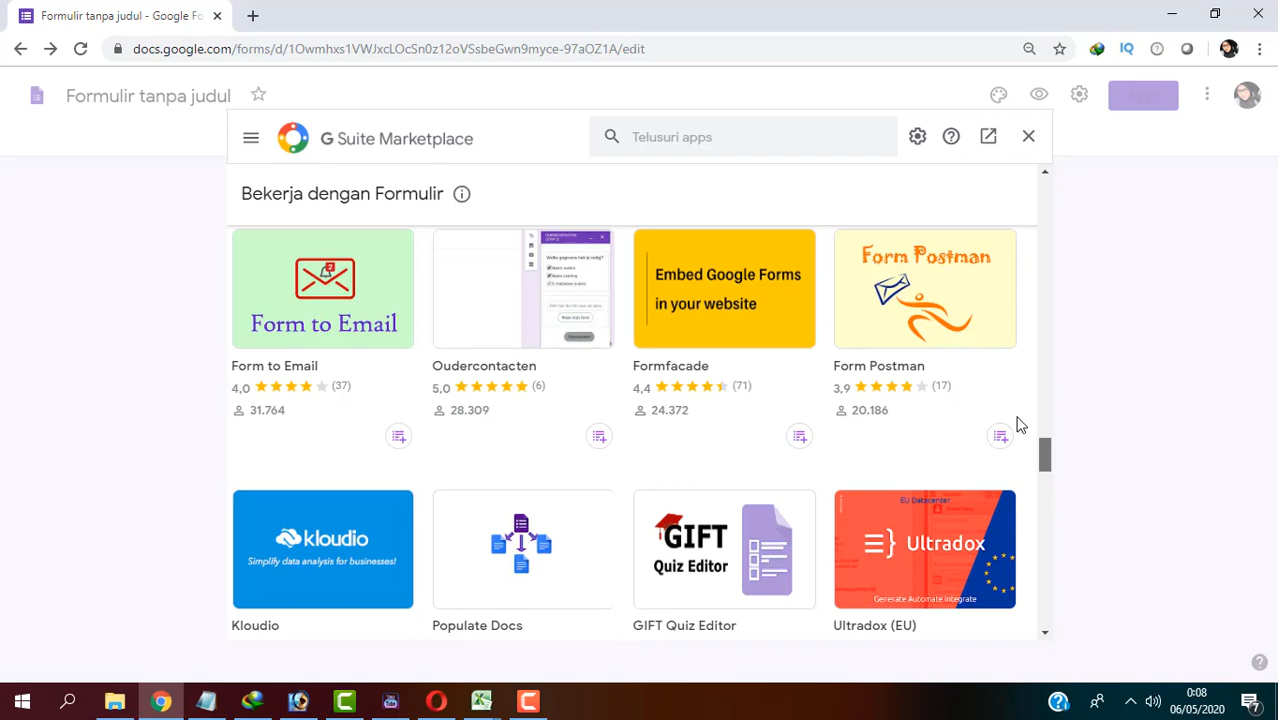 Formulir tanpa judul - Google Fo
docs.google.com/forms/d/1Owmhxs1VWJxcLOcSn0z12oVSsbeGwn9myce-97aOZ1A/edit
IQ
Formulir tanpa judul
G Suite Marketplace
Telusuri apps
Bekerja dengan Formulir
Form to Email
Embed Google Forms
in your website
Form Postman
Form to Email
Oudercontacten
Formfacade
Form Postman
4,0 (37)
5,0 (6)
4,4 (71)
3,9 (17)
31.764
28.309
24.372
20.186
kloudio
Simplify data analysis for businesses!
GIFT
Quiz Editor
EU Datacenter
Ultradox
Generate Automate Integrate
Kloudio
Populate Docs
GIFT Quiz Editor
Ultradox (EU)
0:08
06/05/2020
7